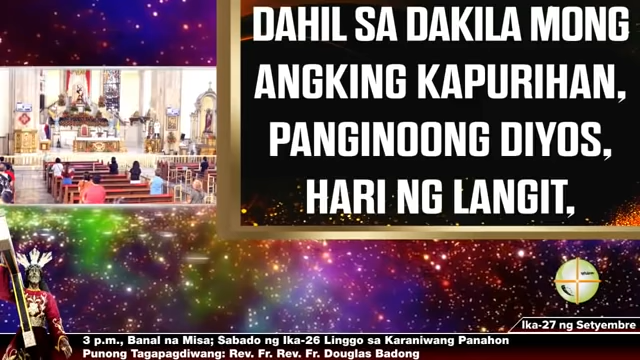 DAHIL SA DAKILA MONG
ANGKING KAPURIHAN,
PANGINOONG DIYOS,
HARI NG LANGIT,
Ika-27 ng Setyembre
3 p.m., Banal na Misa; Sabado ng Ika-26 Linggo sa Karaniwang Panahon
Punong Tagapagdiwang: Rev. Fr. Rev. Fr. Douglas Badong